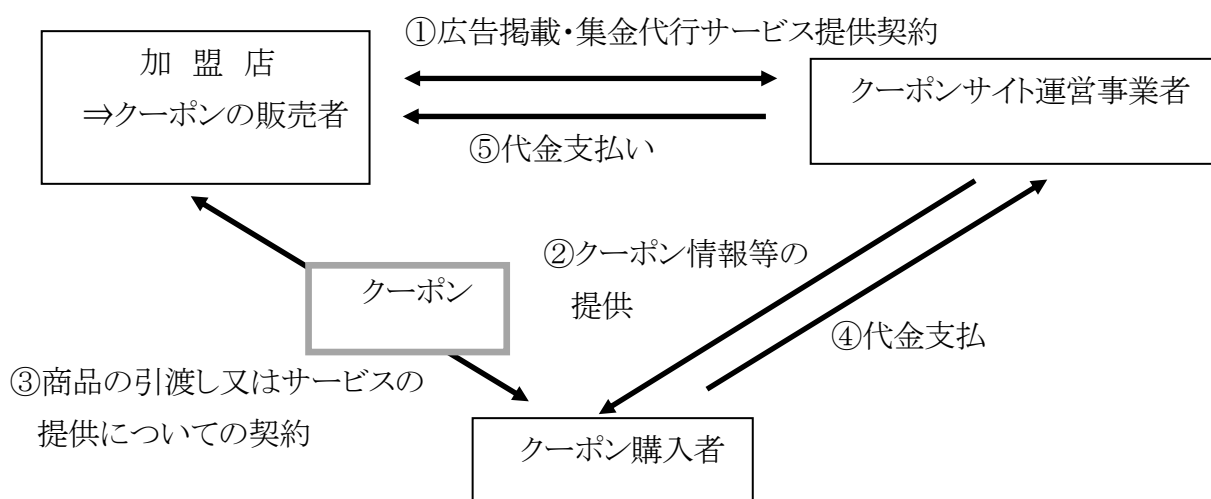 ①広告掲載・集金代行サービス提供契約
加 盟 店
⇒クーポンの販売者
クーポンサイト運営事業者
⑤代金支払い
②クーポン情報等の
提供
クーポン
④代金支払
③商品の引渡し又はサービスの
提供についての契約
クーポン購入者